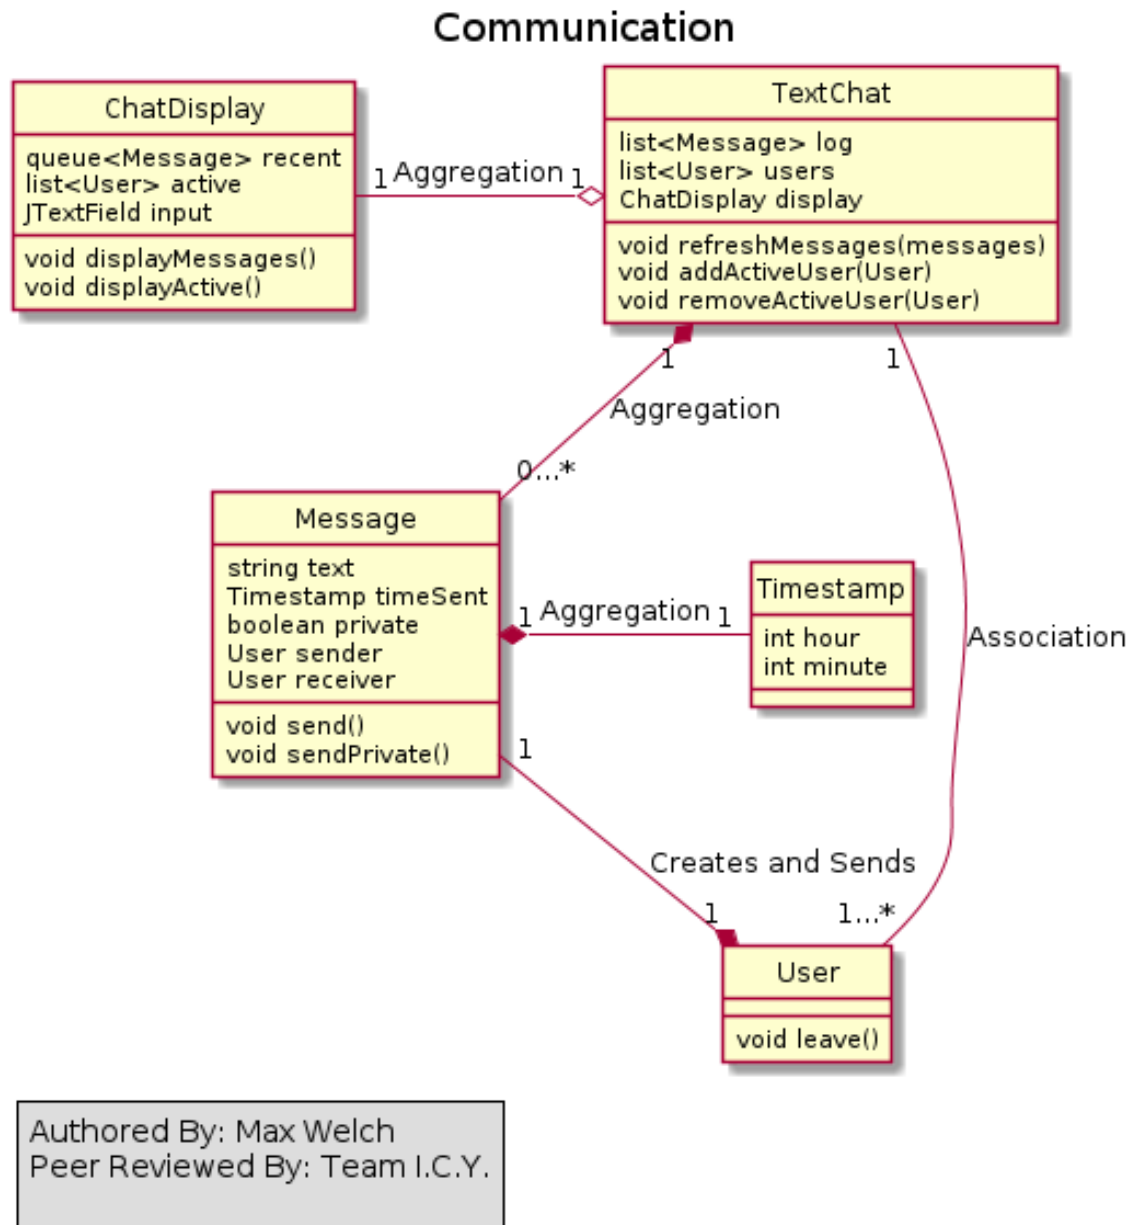 Communication
ChatDisplay
queue<Message> recent
list<User> active
JTextField input
void displayMessages()
void displayActive()
1 Aggregation 1
TextChat
list<Message> log
list<User> users
ChatDisplay display
void refreshMessages(messages)
void addActiveUser(User)
void removeActiveUser(User)
1
1
Aggregation
0...*
Message
string text
Timestamp timeSent
boolean private
User sender
User receiver
void send()
void sendPrivate()
1 Aggregation 1
Timestamp
int hour
int minute
Association
1
Creates and Sends
1
1...*
User
void leave()
Authored By: Max Welch
Peer Reviewed By: Team I.C.Y.